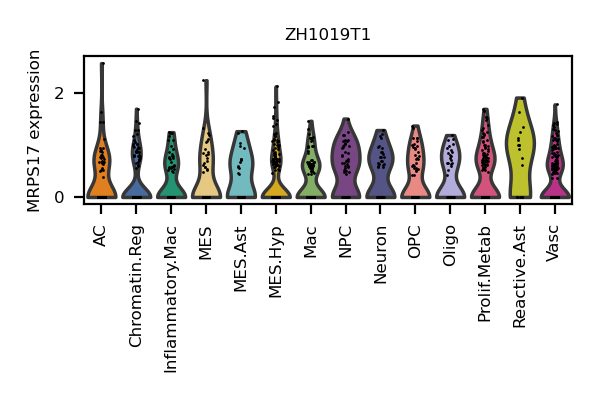 ZH1019T1
MRPS17 expression
2
0
AC
Chromatin.Reg
Inflammatory.Mac
MES
MES.Ast
MES.Hyp
Mac
NPC
Neuron
OPC
Oligo
Prolif.Metab
Reactive.Ast
Vasc